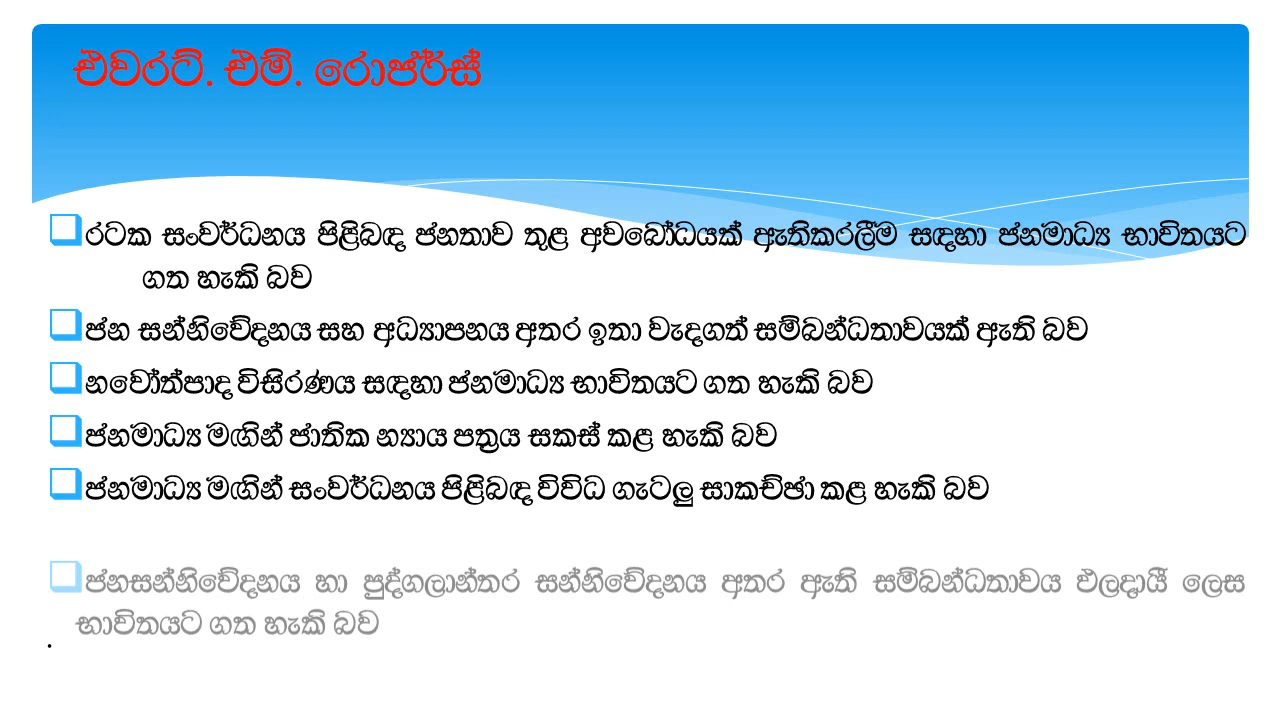 එවරට්. එම්. රොජර්ස්
රටක සංවර්ධනය පිළිබඳ ජනතාව තුළ අවබෝධයක් ඇතිකරලීම සඳහා ජනමාධ්‍ය භාවිතයට
ගත හැකි බව
ජන සන්නිවේදනය සහ අධ්‍යාපනය අතර ඉතා වැදගත් සම්බන්ධතාවයක් ඇති බව
නවෝත්පාද විසිරණය සඳහා ජනමාධ්‍ය භාවිතයට ගත හැකි බව
ජනමාධ්‍ය මඟින් ජාතික න්‍යාය පත්‍රය සකස් කළ හැකි බව
ජනමාධ්‍ය මඟින් සංවර්ධනය පිළිබඳ විවිධ ගැටලු සාකච්ඡා කළ හැකි බව
ජනසන්නිවේදනය හා පුද්ගලාන්තර සන්නිවේදනය අතර ඇති සම්බන්ධතාවය ඵලදායී ලෙස
භාවිතයට ගත හැකි බව
.